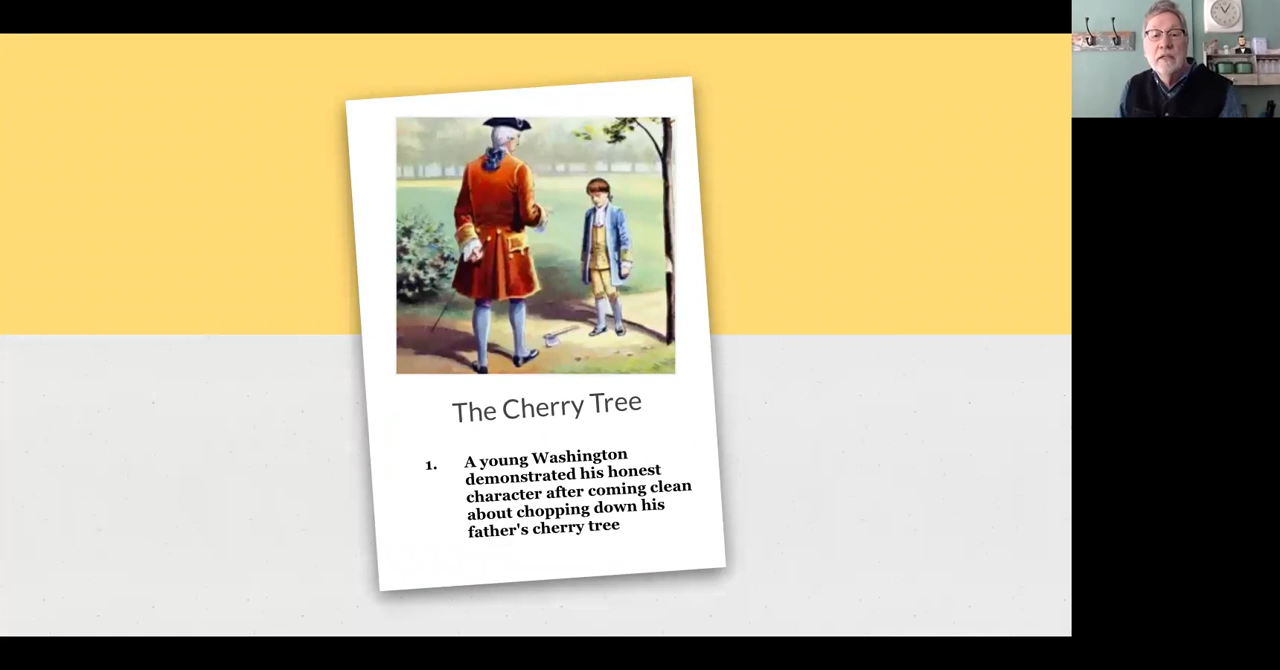 The Cherry Tree
1. A young Washington
demonstrated his honest
character after coming clean
about chopping down his
father's cherry tree